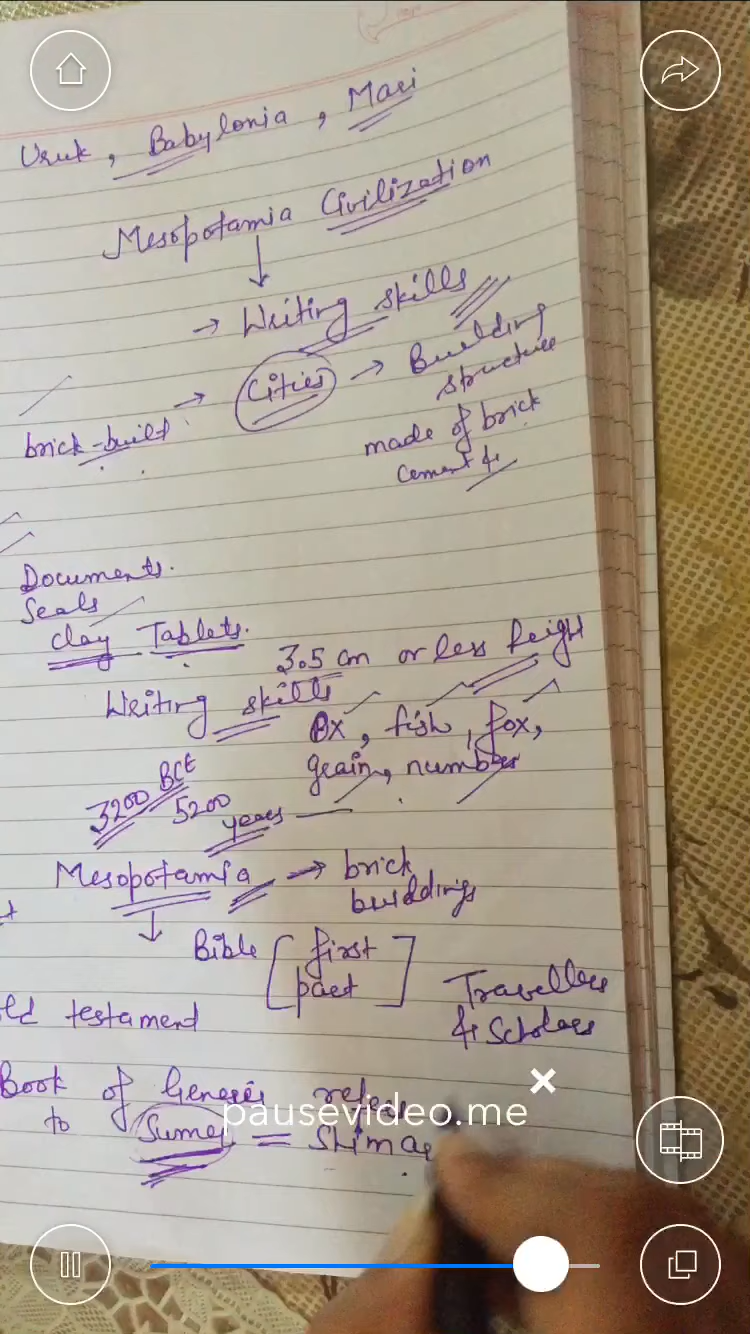 Uruk, Babylonia, Mari
Mesopotamia Civilization
→ Writing skills
brick-built → Cities → Building
structure
made of brick
cement &
Documents.
Seals
clay Tablets.
3.5 cm or less height
Writing skills
Ox, fish, fox,
grain, number
3200 BCE
5200
years
Mesopotamia → brick
buildings
Bible [first
part]
Travellers
& Scholars
testament
Book of Genesis refers
to Sumer = Shimar
pausevideo.me